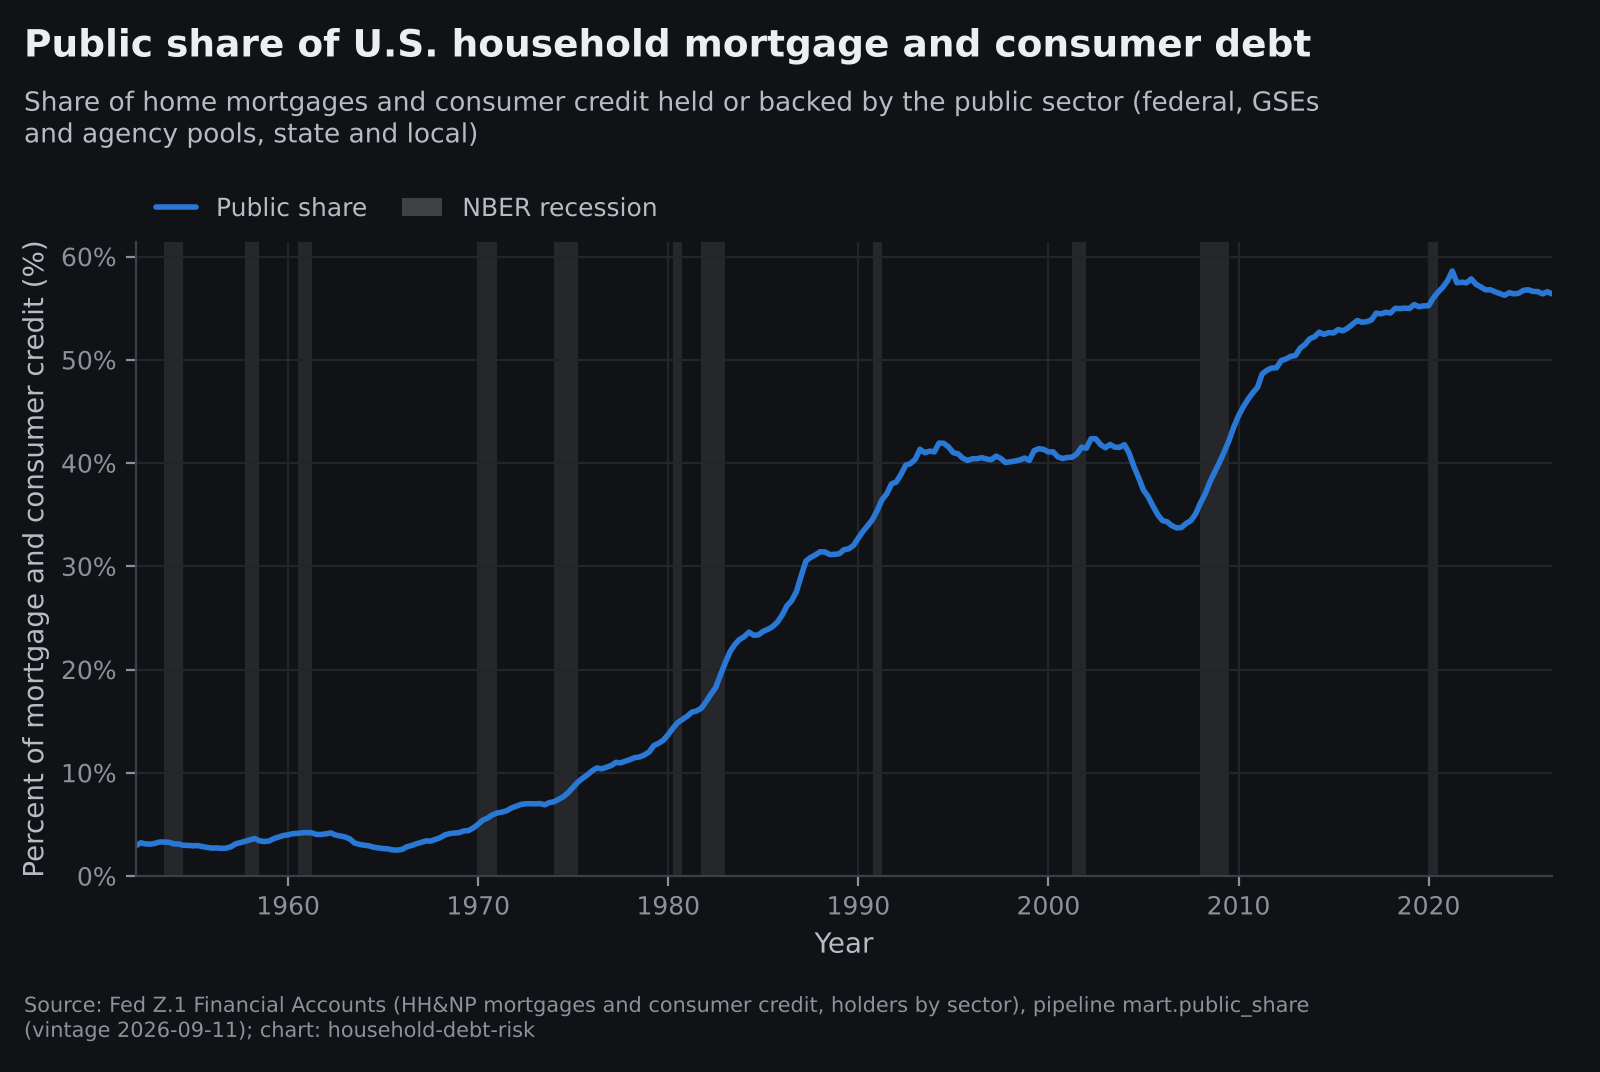 Public share of U.S. household mortgage and consumer debt
Share of home mortgages and consumer credit held or backed by the public sector (federal, GSEs
and agency pools, state and local)
Public share
NBER recession
Percent of mortgage and consumer credit (%)
60%
50%
40%
30%
20%
10%
0%
1960
1970
1980
1990
2000
2010
2020
Year
Source: Fed Z.1 Financial Accounts (HH&NP mortgages and consumer credit, holders by sector), pipeline mart.public_share
(vintage 2026-09-11); chart: household-debt-risk